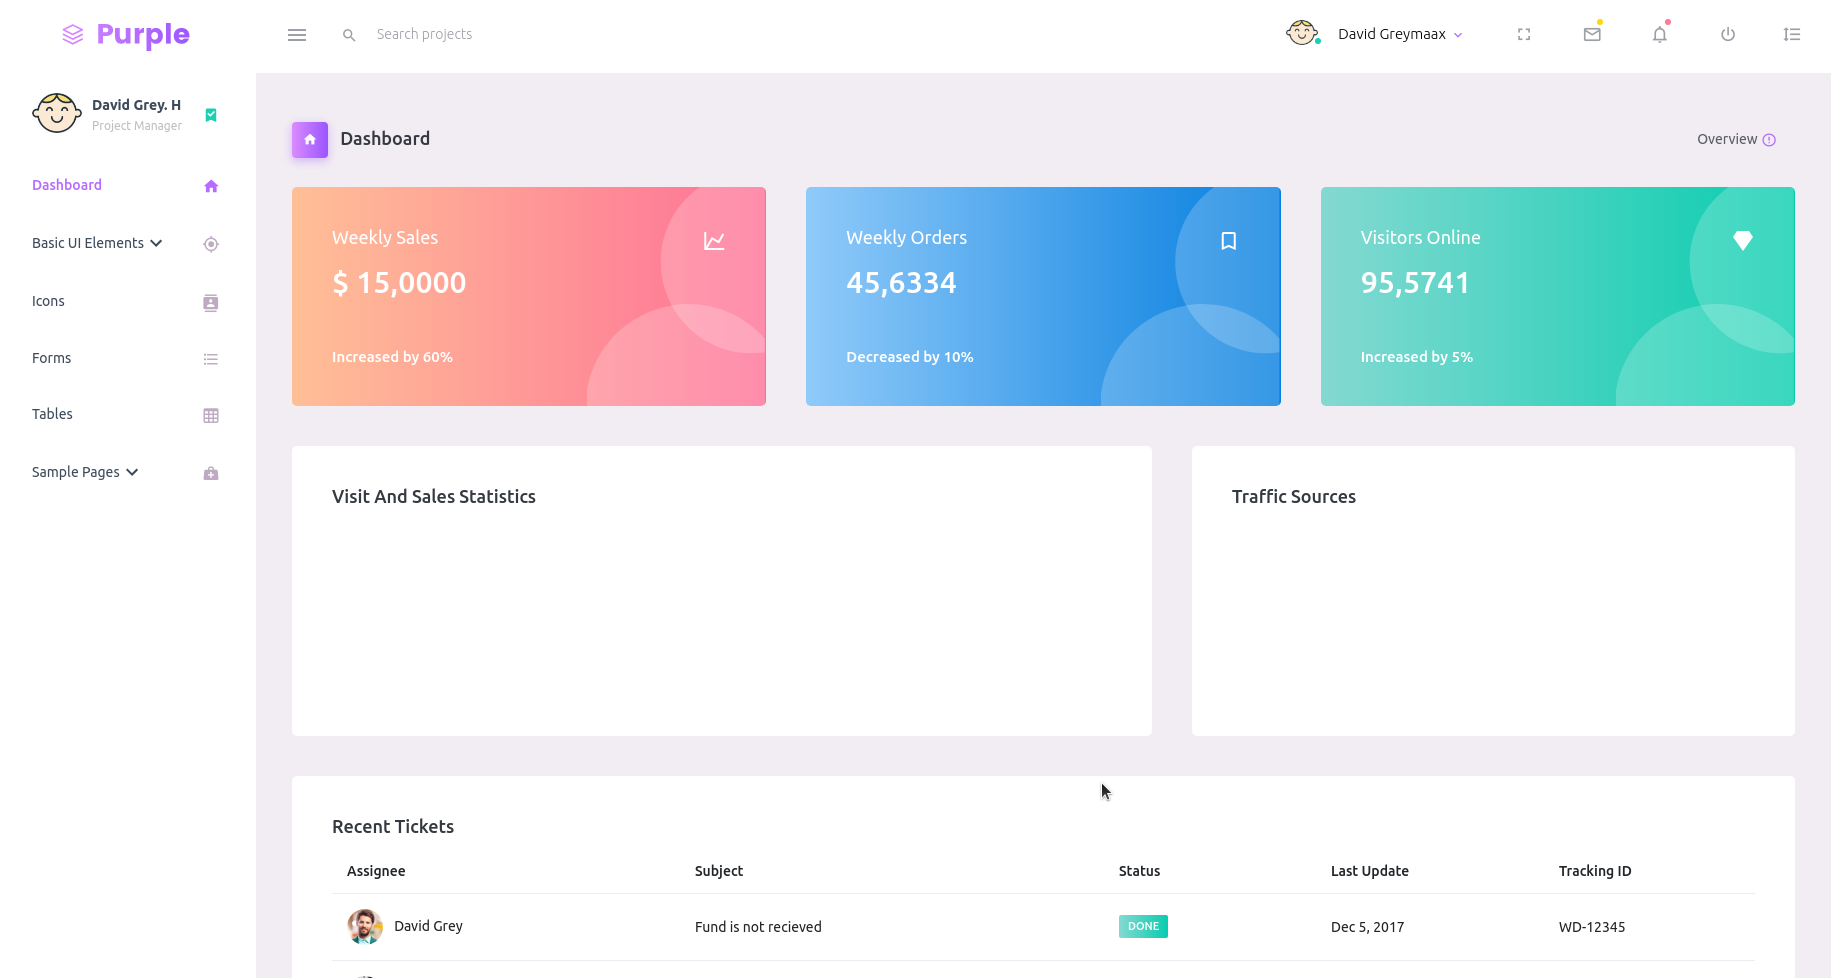 Purple
Search projects
David Greymaax
David Grey. H
Project Manager
Dashboard
Basic UI Elements
Icons
Forms
Tables
Sample Pages
Dashboard
Overview
Weekly Sales
$ 15,0000
Increased by 60%
Weekly Orders
45,6334
Decreased by 10%
Visitors Online
95,5741
Increased by 5%
Visit And Sales Statistics
Traffic Sources
Recent Tickets
Assignee Subject Status Last Update Tracking ID
David Grey Fund is not recieved DONE Dec 5, 2017 WD-12345